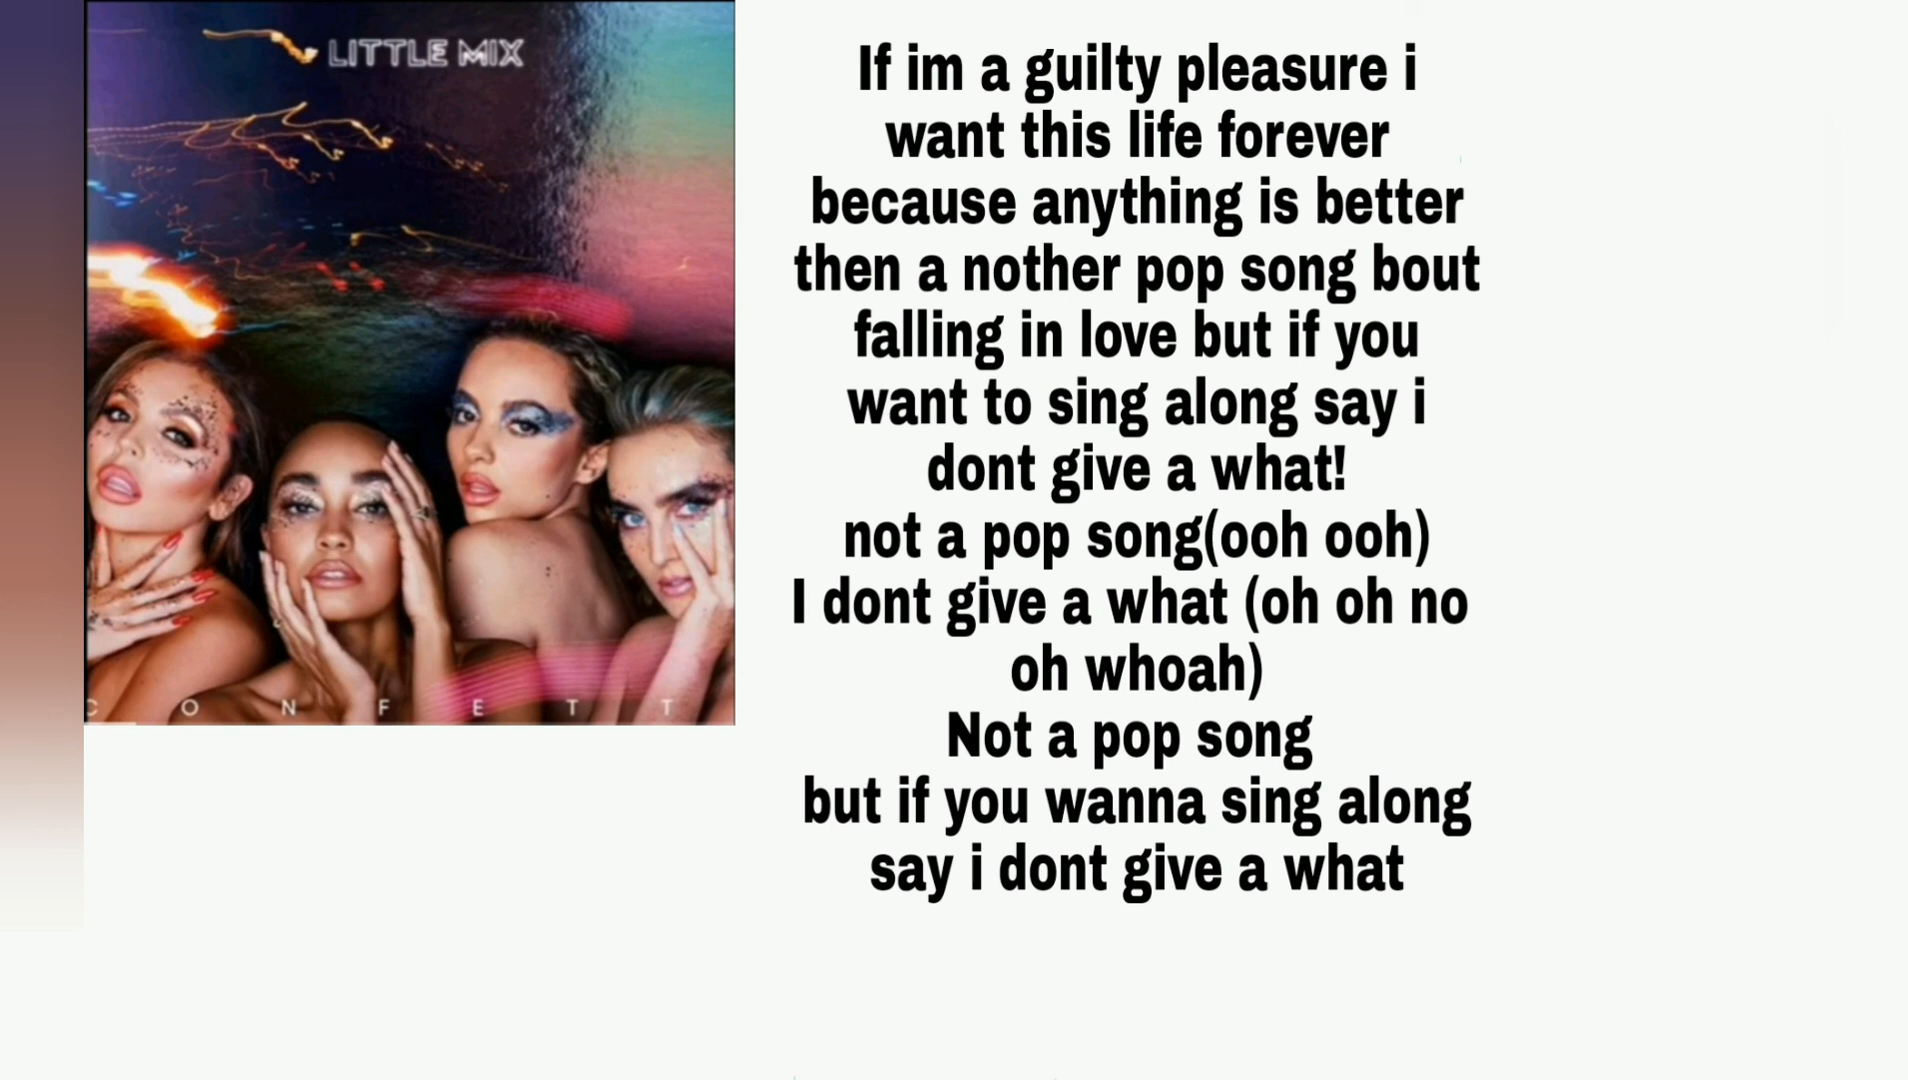 LITTLE MIX
C O N F E T T
If im a guilty pleasure i
want this life forever
because anything is better
then a nother pop song bout
falling in love but if you
want to sing along say i
dont give a what!
not a pop song(ooh ooh)
I dont give a what (oh oh no
oh whoah)
Not a pop song
but if you wanna sing along
say i dont give a what